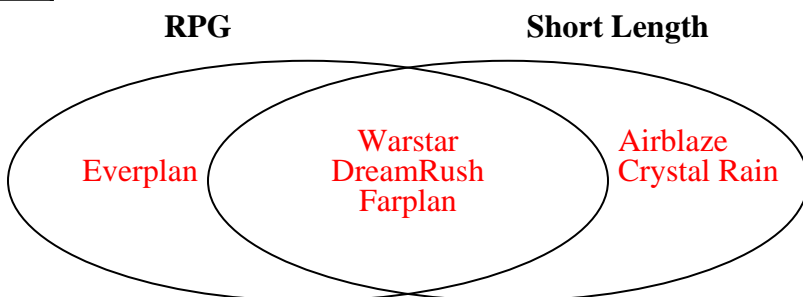 RPG Short Length
Warstar Airblaze
Everplan DreamRush Crystal Rain
Farplan